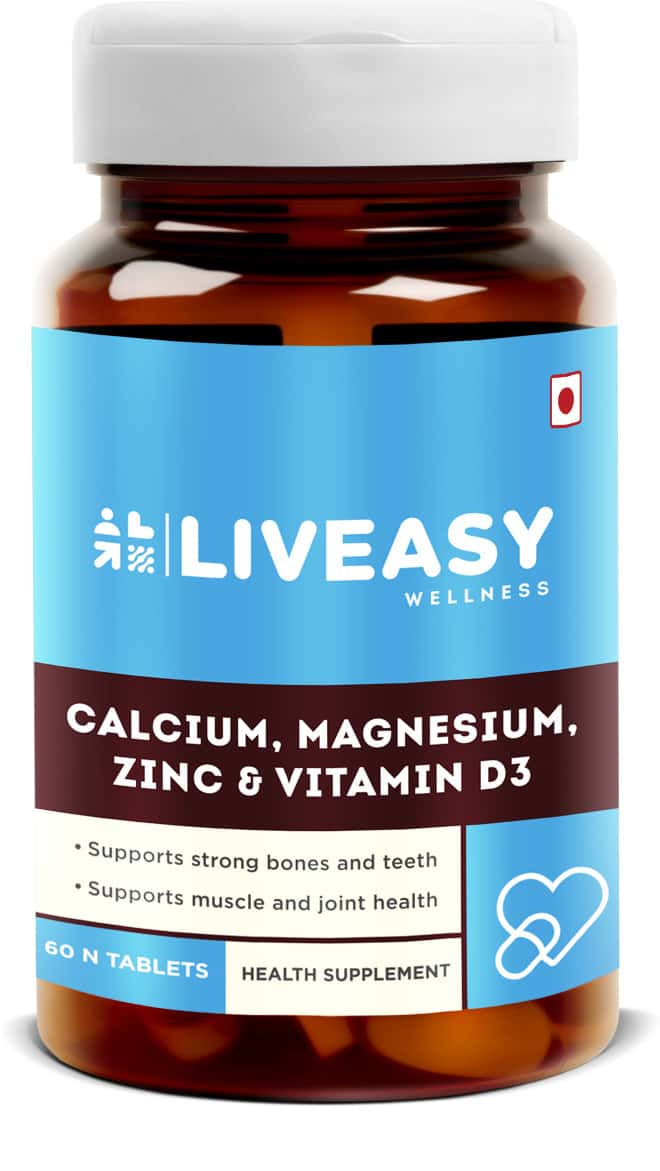 LIVEASY
WELLNESS
CALCIUM, MAGNESIUM,
ZINC & VITAMIN D3
• Supports strong bones and teeth
• Supports muscle and joint health
60 N TABLETS
HEALTH SUPPLEMENT